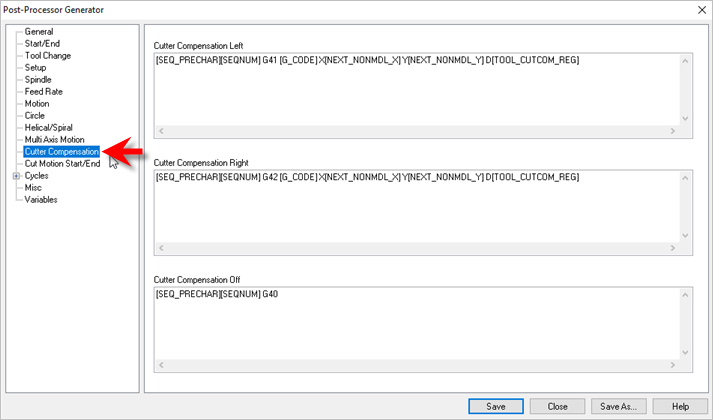 Post-Processor Generator
General
Start/End
Tool Change
Setup
Spindle
Feed Rate
Motion
Circle
Helical/Spiral
Multi Axis Motion
Cutter Compensation
Cut Motion Start/End
Cycles
Misc
Variables
Cutter Compensation Left
[SEQ_PRECHAR][SEQNUM] G41 [G_CODE] X[NEXT_NONMDL_X] Y[NEXT_NONMDL_Y] D[TOOL_CUTCOM_REG]
Cutter Compensation Right
[SEQ_PRECHAR][SEQNUM] G42 [G_CODE] X[NEXT_NONMDL_X] Y[NEXT_NONMDL_Y] D[TOOL_CUTCOM_REG]
Cutter Compensation Off
[SEQ_PRECHAR][SEQNUM] G40
Save
Close
Save As...
Help